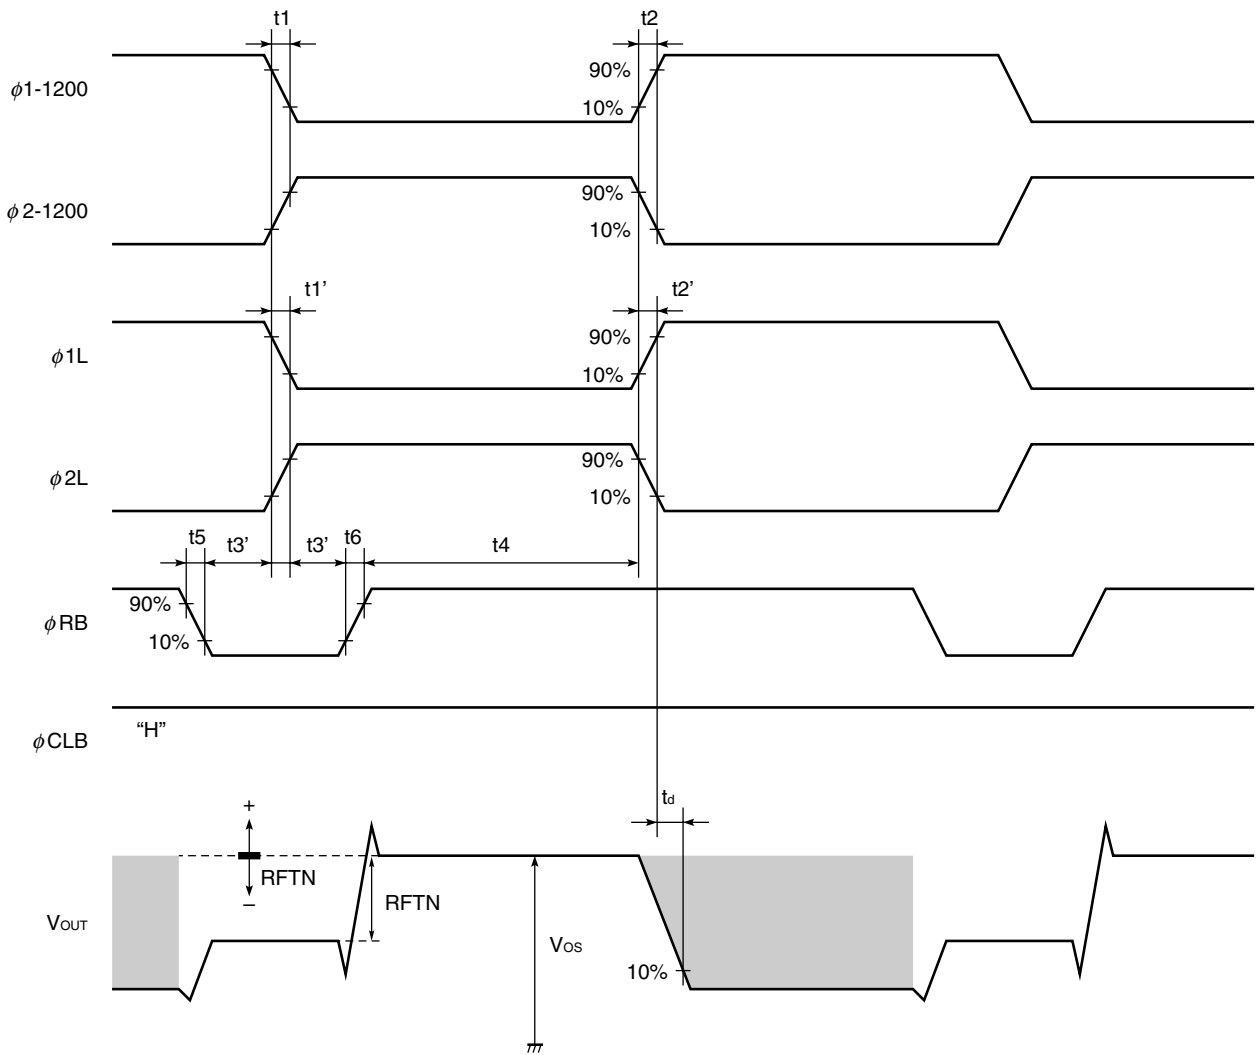 t1 t2
90%
ϕ1-1200
10%
90%
ϕ2-1200
10%
t1’ t2’
90%
ϕ1L
10%
90%
ϕ2L
10%
t5 t3’ t3’ t6 t4
90%
ϕRB
10%
“H”
ϕCLB
td
+
RFTN
−
RFTN
VOUT
VOS
10%